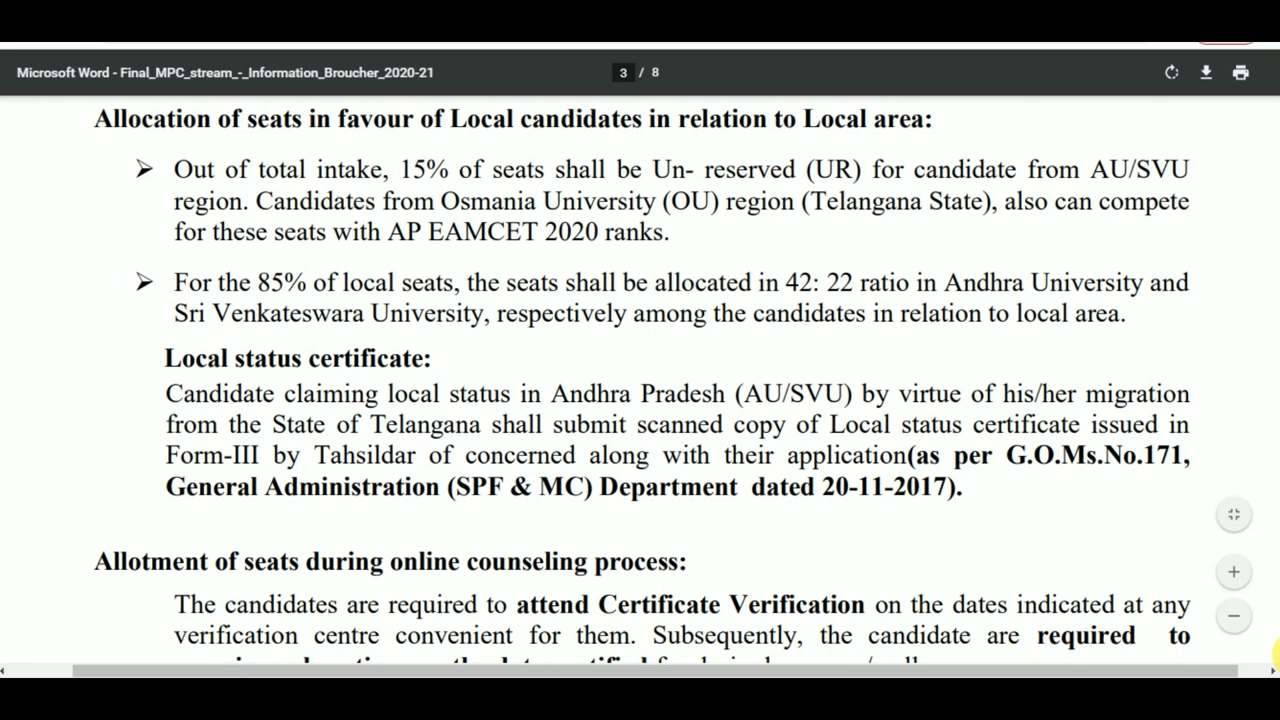 Microsoft Word - Final_MPC_stream_-_Information_Broucher_2020-21
3 / 8
Allocation of seats in favour of Local candidates in relation to Local area:
Out of total intake, 15% of seats shall be Un- reserved (UR) for candidate from AU/SVU
region. Candidates from Osmania University (OU) region (Telangana State), also can compete
for these seats with AP EAMCET 2020 ranks.
For the 85% of local seats, the seats shall be allocated in 42: 22 ratio in Andhra University and
Sri Venkateswara University, respectively among the candidates in relation to local area.
Local status certificate:
Candidate claiming local status in Andhra Pradesh (AU/SVU) by virtue of his/her migration
from the State of Telangana shall submit scanned copy of Local status certificate issued in
Form-III by Tahsildar of concerned along with their application(as per G.O.Ms.No.171,
General Administration (SPF & MC) Department dated 20-11-2017).
Allotment of seats during online counseling process:
The candidates are required to attend Certificate Verification on the dates indicated at any
verification centre convenient for them. Subsequently, the candidate are required to